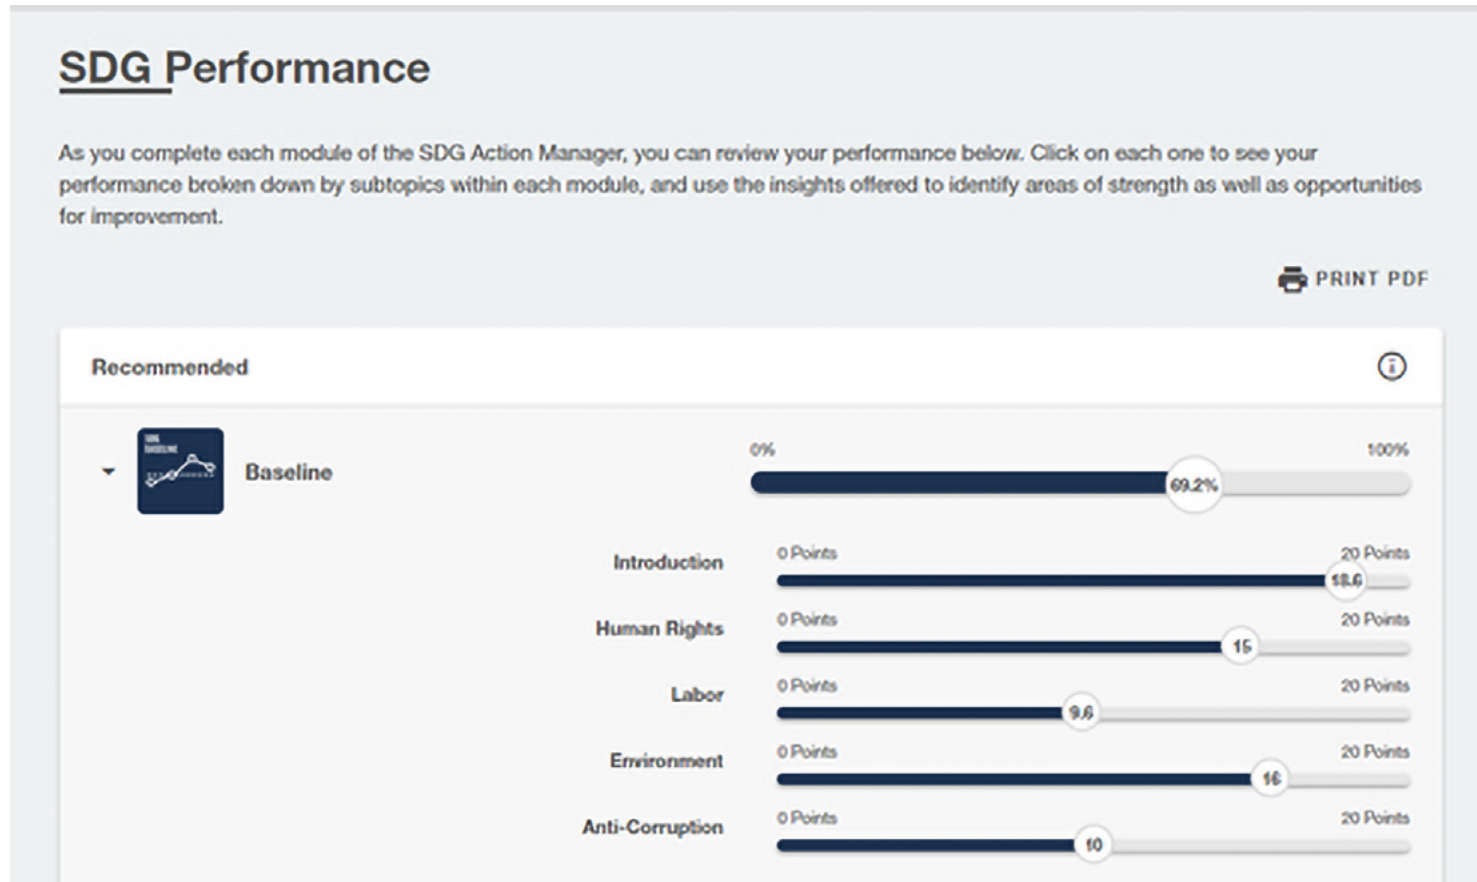 SDG Performance
As you complete each module of the SDG Action Manager, you can review your performance below. Click on each one to see your
performance broken down by subtopics within each module, and use the insights offered to identify areas of strength as well as opportunities
for improvement.
PRINT PDF
Recommended
SDG
BASELINE
Baseline
0%
100%
69.2%
Introduction
0 Points
20 Points
18.6
Human Rights
0 Points
20 Points
15
Labor
0 Points
20 Points
9.6
Environment
0 Points
20 Points
16
Anti-Corruption
0 Points
20 Points
10